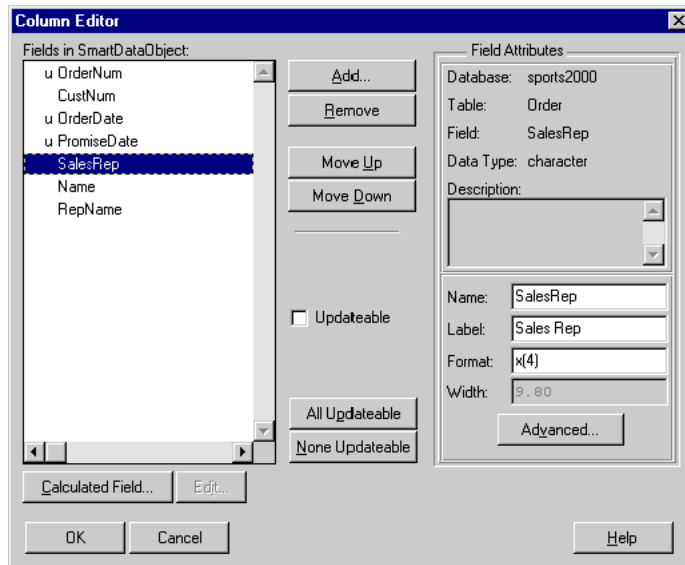 Column Editor
Fields in SmartDataObject:
u OrderNum
CustNum
u OrderDate
u PromiseDate
SalesRep
Name
RepName
Add...
Remove
Move Up
Move Down
Updateable
All Updateable
None Updateable
Calculated Field...
Edit...
OK
Cancel
Help
Field Attributes
Database: sports2000
Table: Order
Field: SalesRep
Data Type: character
Description:
Name: SalesRep
Label: Sales Rep
Format: x(4)
Width: 9.80
Advanced...